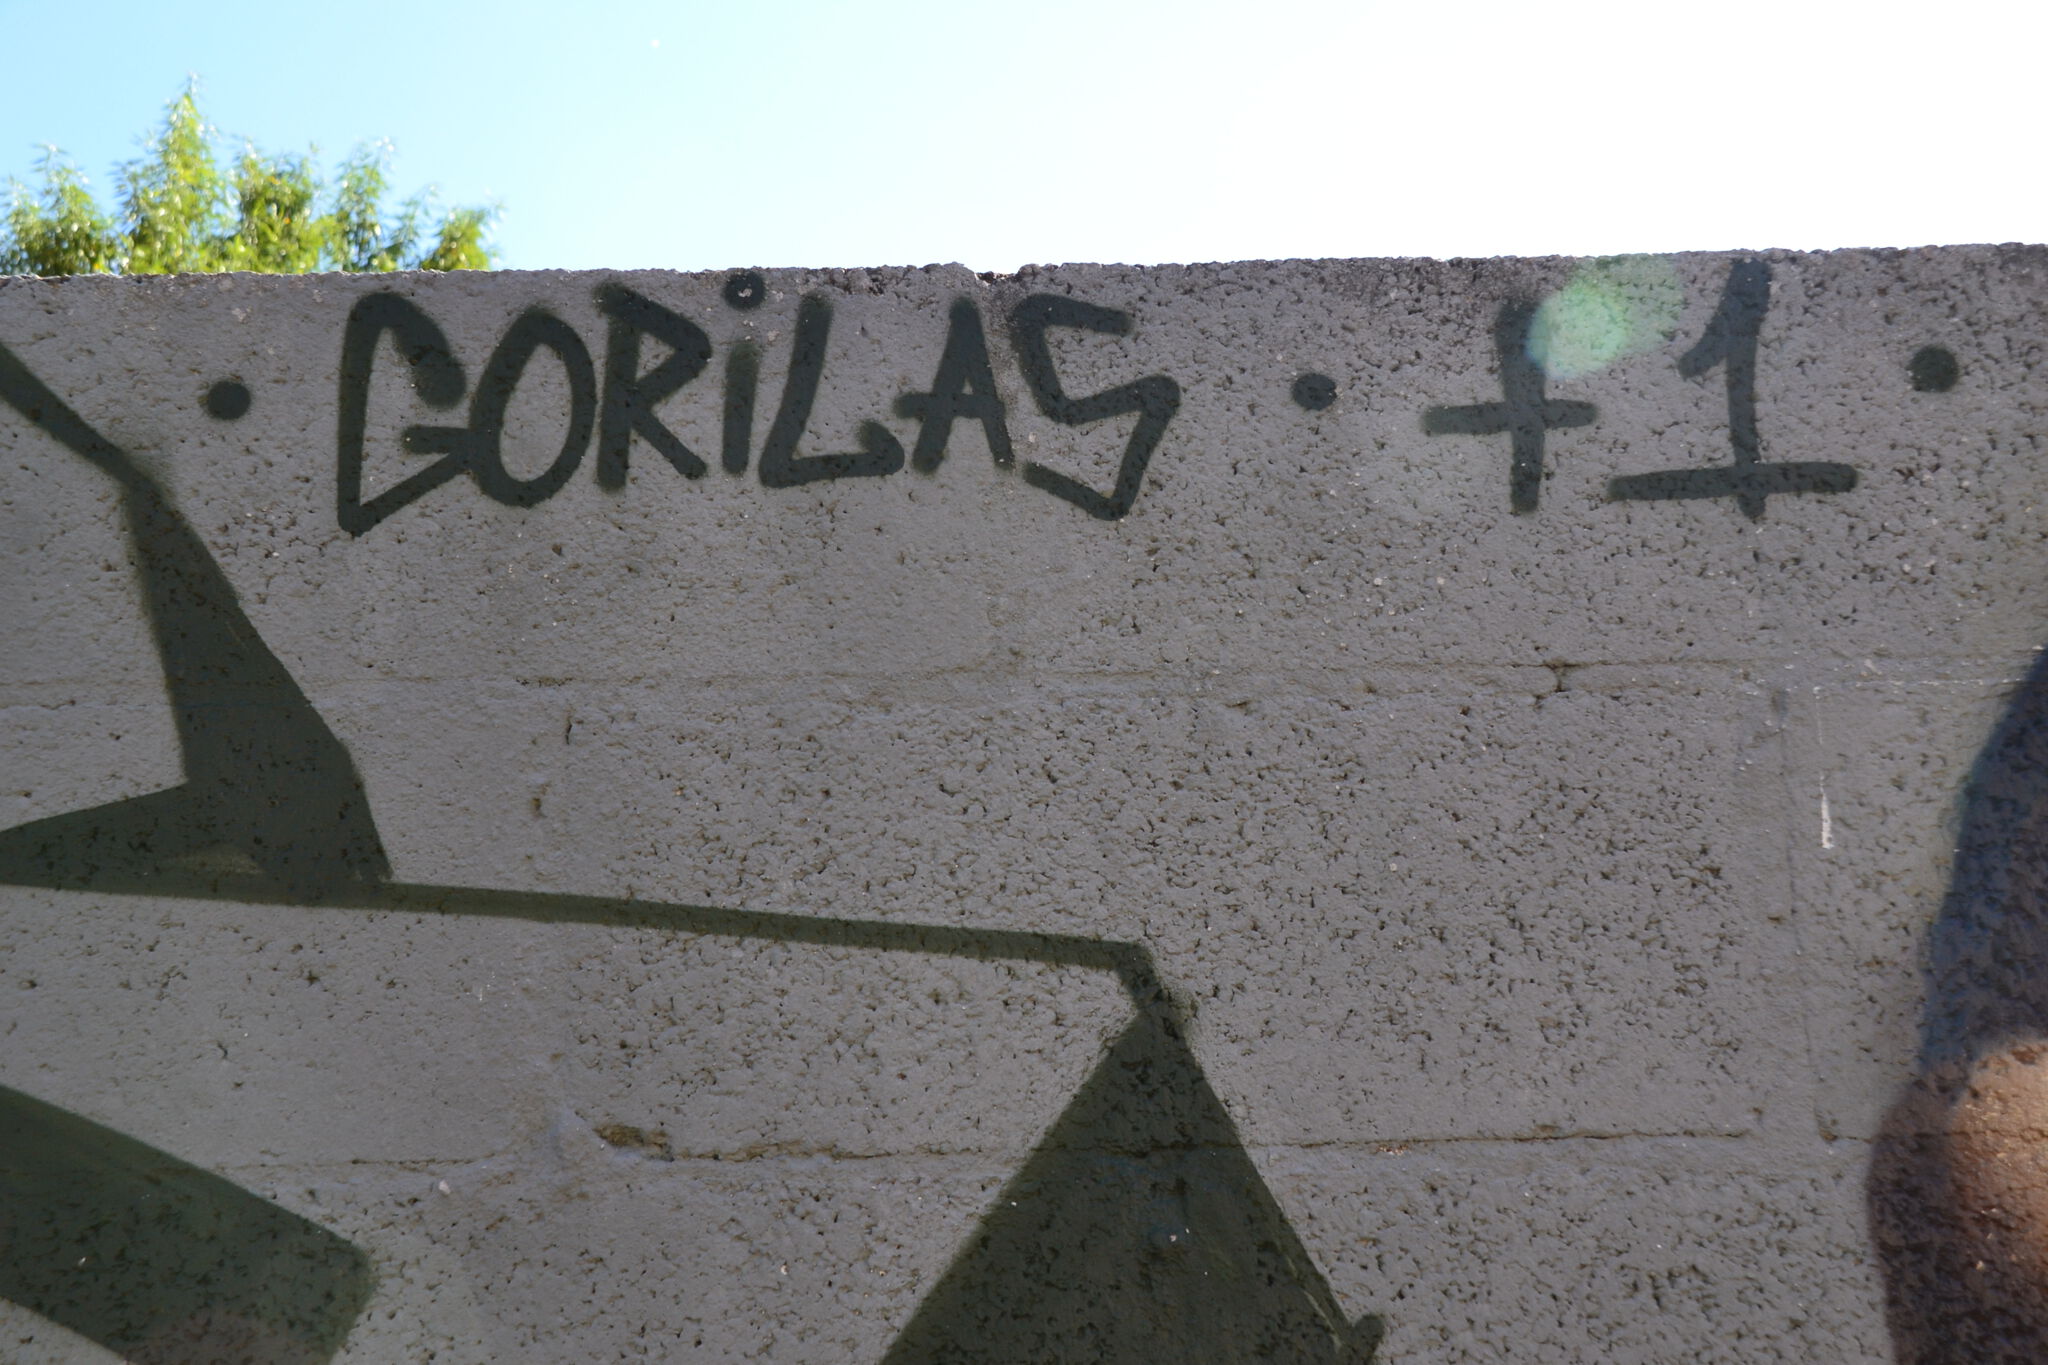 • GORiLAS • +1 •